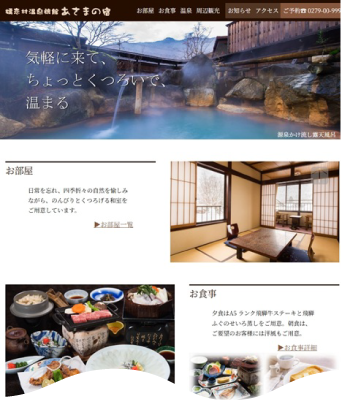 嬬恋村温泉旅館 あさまの宿
お部屋 お食事 温泉 周辺観光 お知らせ アクセス ご予約☎ 0279-00-999
気軽に来て、
ちょっとくつろいで、
温まる
源泉かけ流し露天風呂
お部屋
日常を忘れ、四季折々の自然を愉しみ
ながら、のんびりとくつろげる和室を
ご用意しています。
▶お部屋一覧
お食事
夕食はA5ランク飛騨牛ステーキと飛騨
ふぐのせいろ蒸しをご用意。朝食は、
ご希望のお客様には洋風もご用意。
▶お食事詳細